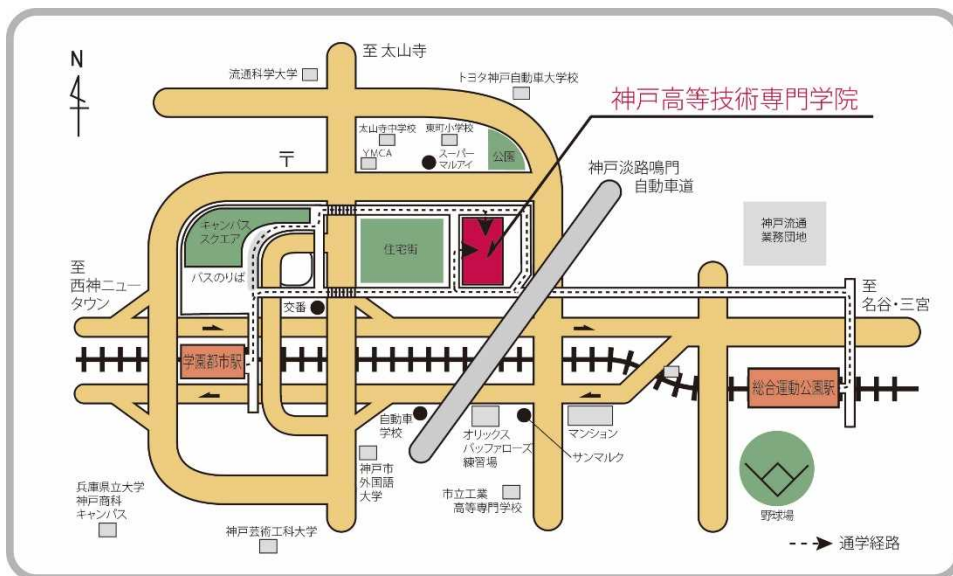 N
至 太山寺
流通科学大学
トヨタ神戸自動車大学校
神戸高等技術専門学院
太山寺中学校
東町小学校
YMCA
スーパー
マルアイ
公園
〒
神戸淡路鳴門
自動車道
キャンパス
スクエア
住宅街
神戸流通
業務団地
バスのりば
至
西神ニュー
タウン
交番
至
名谷・三宮
学園都市駅
総合運動公園駅
自動車
学校
オリックス
バッファローズ
練習場
マンション
サンマルク
神戸市
外国語
大学
市立工業
高等専門学校
兵庫県立大学
神戸商科
キャンパス
神戸芸術工科大学
野球場
通学経路